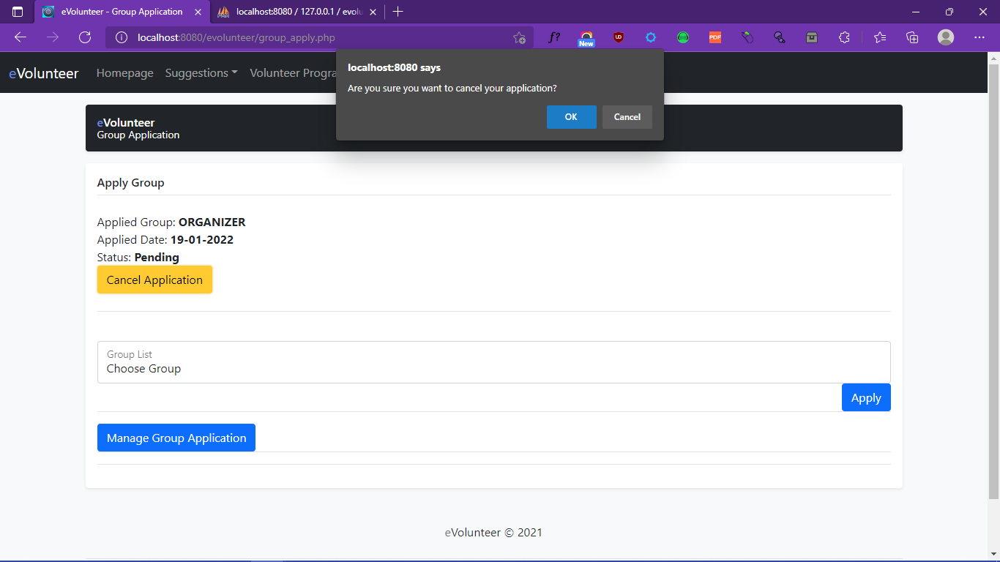 eVolunteer - Group Application
localhost:8080 / 127.0.0.1 / evolu
localhost:8080/evolunteer/group_apply.php
f?
New
UD
PDF
eVolunteer
Homepage
Suggestions
Volunteer Progra
localhost:8080 says
Are you sure you want to cancel your application?
OK
Cancel
eVolunteer
Group Application
Apply Group
Applied Group: ORGANIZER
Applied Date: 19-01-2022
Status: Pending
Cancel Application
Group List
Choose Group
Apply
Manage Group Application
eVolunteer © 2021